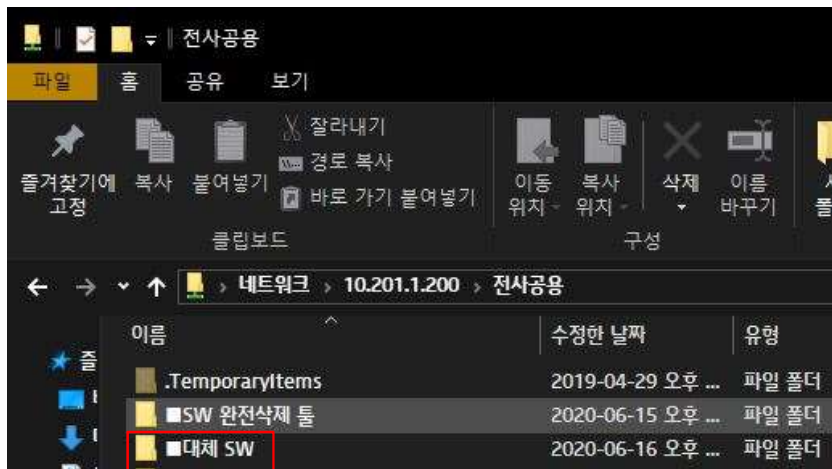 전사공용
파일 홈 공유 보기
즐겨찾기에 고정
복사
붙여넣기
잘라내기
경로 복사
바로 가기 붙여넣기
이동 위치
복사 위치
삭제
이름 바꾸기
클립보드
구성
네트워크 › 10.201.1.200 › 전사공용
이름 수정한 날짜 유형
즐
.TemporaryItems 2019-04-29 오후 ... 파일 폴더
■SW 완전삭제 툴 2020-06-15 오후 ... 파일 폴더
■대체 SW 2020-06-16 오후 ... 파일 폴더